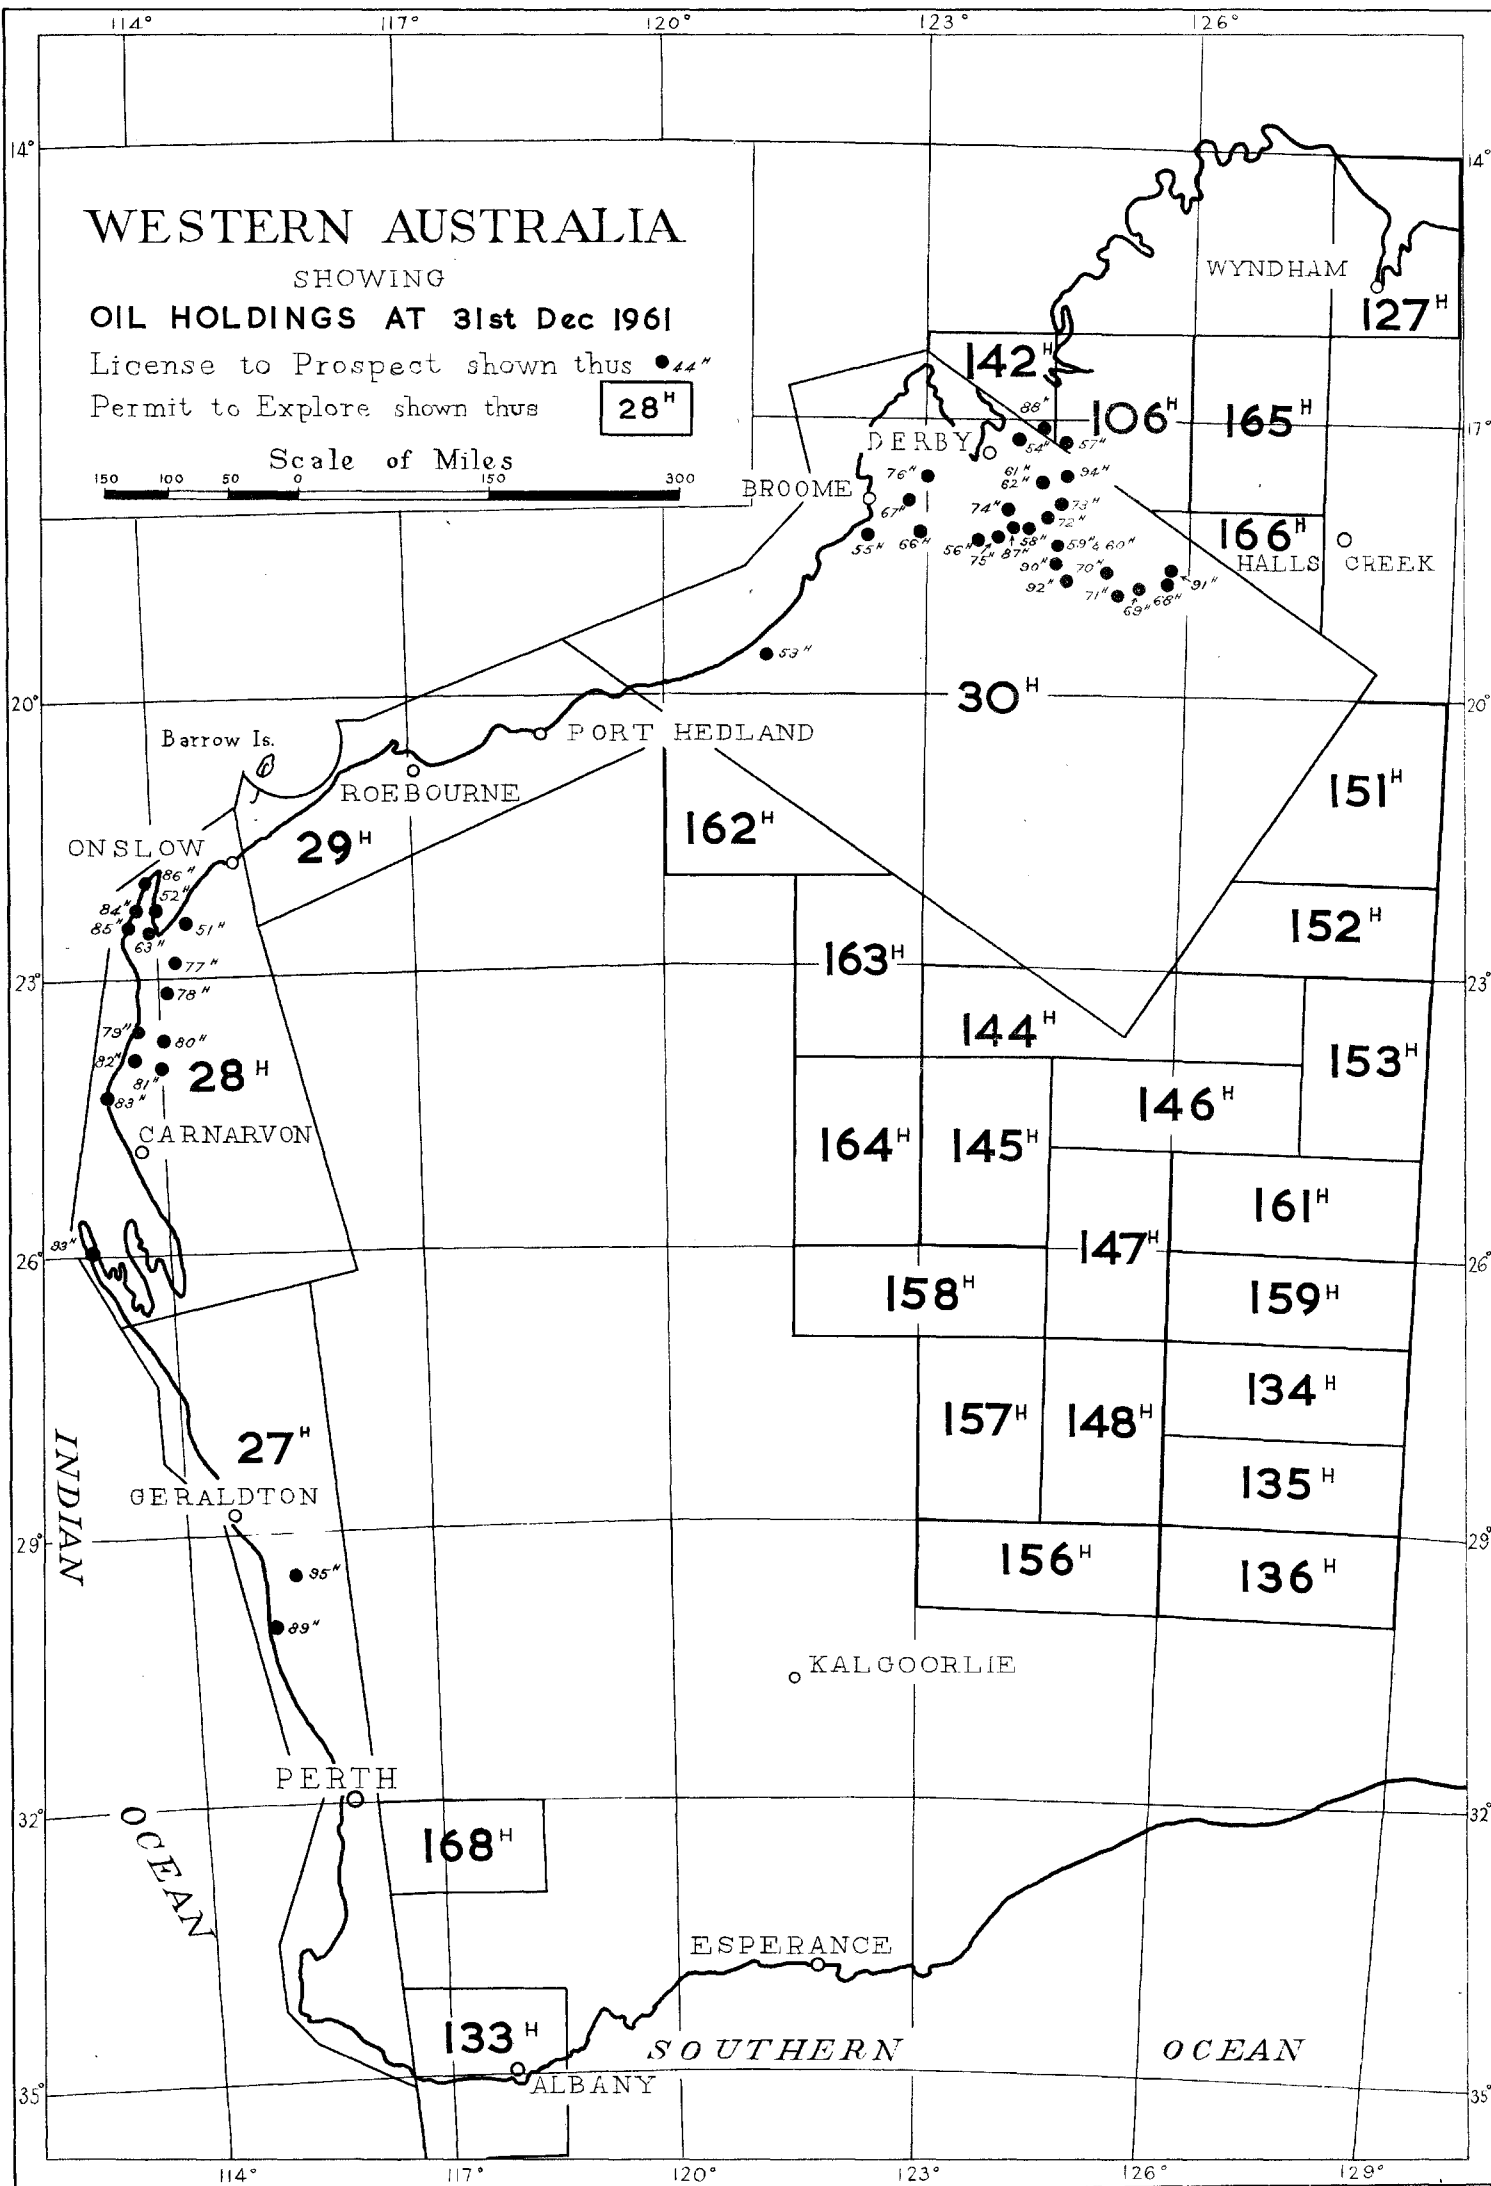 114° 117° 120° 123° 126°
14° 14°
WESTERN AUSTRALIA
SHOWING
OIL HOLDINGS AT 31st Dec 1961
License to Prospect shown thus 44H
Permit to Explore shown thus 28H
Scale of Miles
150 100 50 0 150 300
WYNDHAM
127H
142H
106H
165H
17°
88H
54H 57H
DERBY
BROOME
76H
67H
55H
66H
61H
62H
94H
74H
73H
72H
56H
75H
87H
58H
59H & 60H
90H
92H
70H
71H
69H
68H
91H
166H
HALLS CREEK
53H
30H
20° 20°
Barrow Is.
PORT HEDLAND
ROEBOURNE
ONSLOW
29H
162H
151H
86H
52H
84H
85H
63H
51H
77H
78H
152H
163H
23° 23°
144H
153H
79H
80H
82H
81H
83H
28H
146H
CARNARVON
164H
145H
161H
147H
93H
26° 26°
158H
159H
134H
157H
148H
27H
135H
INDIAN
GERALDTON
29° 29°
156H
136H
95H
89H
KALGOORLIE
PERTH
32° 32°
OCEAN
168H
ESPERANCE
133H
SOUTHERN OCEAN
ALBANY
35° 35°
114° 117° 120° 123° 126° 129°